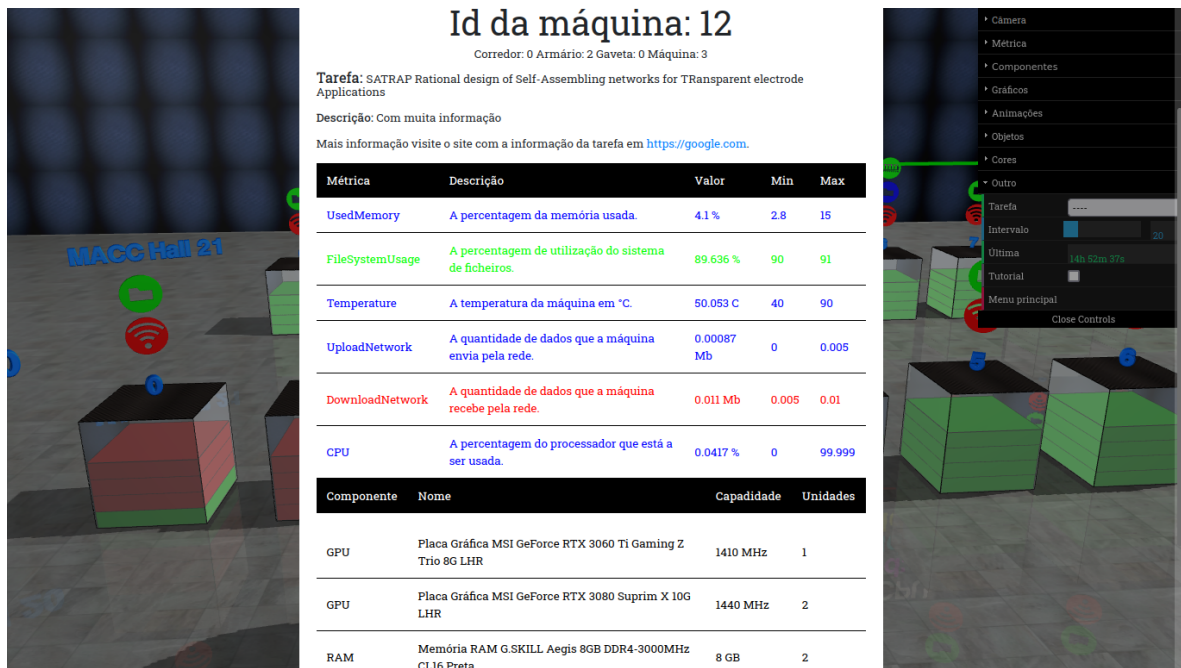 Id da máquina: 12
Corredor: 0 Armário: 2 Gaveta: 0 Máquina: 3
Tarefa: SATRAP Rational design of Self-Assembling networks for TRansparent electrode
Applications
Descrição: Com muita informação
Mais informação visite o site com a informação da tarefa em https://google.com.
Métrica Descrição Valor Min Max
UsedMemory A percentagem da memória usada. 4.1 % 2.8 15
FileSystemUsage A percentagem de utilização do sístema
de ficheiros. 89.636 % 90 91
Temperature A temperatura da máquina em °C. 50.053 C 40 90
UploadNetwork A quantidade de dados que a máquina
envia pela rede. 0.00087
Mb 0 0.005
DownloadNetwork A quantidade de dados que a máquina
recebe pela rede. 0.011 Mb 0.005 0.01
CPU A percentagem do processador que está a
ser usada. 0.0417 % 0 99.999
Componente Nome Capadidade Unidades
GPU Placa Gráfica MSI GeForce RTX 3060 Ti Gaming Z
Trio 8G LHR 1410 MHz 1
GPU Placa Gráfica MSI GeForce RTX 3080 Suprim X 10G
LHR 1440 MHz 2
RAM Memória RAM G.SKILL Aegis 8GB DDR4-3000MHz
CL16 Preta 8 GB 2
MACC Hall 21
0
5
6
Câmera
Métrica
Componentes
Gráficos
Animações
Objetos
Cores
Outro
Tarefa ----
Intervalo 20
Última 14h 52m 37s
Tutorial
Menu principal
Close Controls